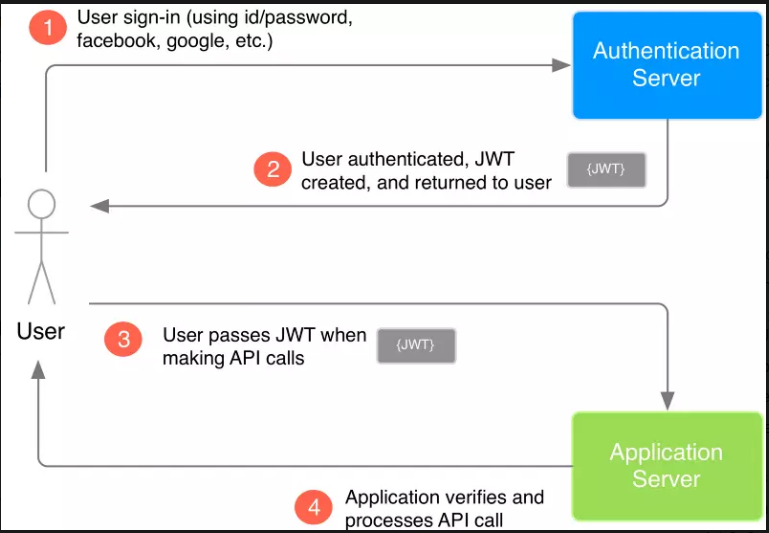 1
User sign-in (using id/password,
facebook, google, etc.)
Authentication
Server
2
User authenticated, JWT
created, and returned to user
{JWT}
User
3
User passes JWT when
making API calls
{JWT}
Application
Server
4
Application verifies and
processes API call